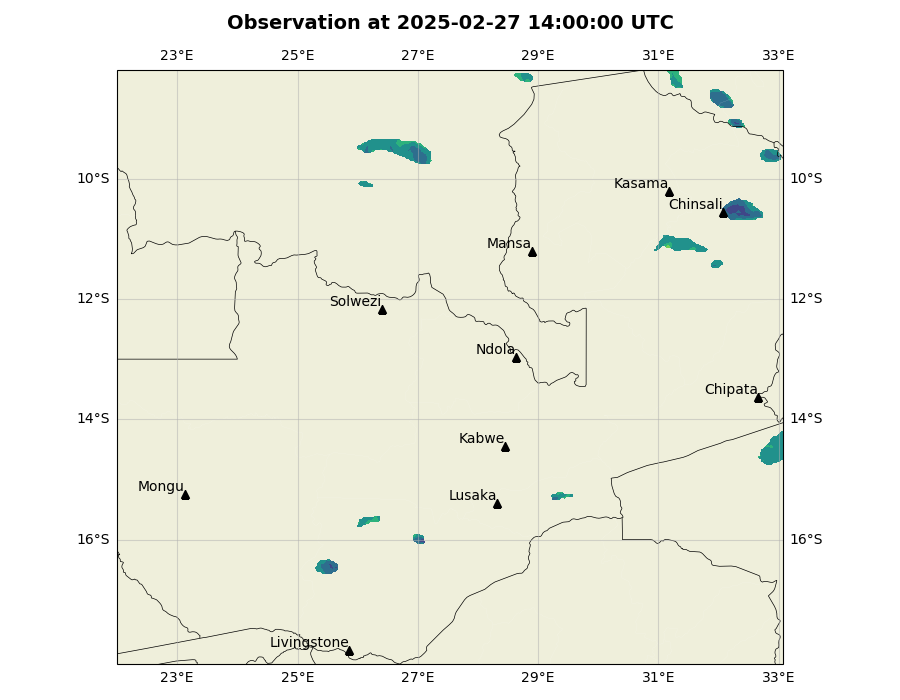 Observation at 2025-02-27 14:00:00 UTC
23°E 25°E 27°E 29°E 31°E 33°E
10°S 10°S
Kasama
Chinsali
Mansa
12°S 12°S
Solwezi
Ndola
Chipata
14°S 14°S
Kabwe
Mongu
Lusaka
16°S 16°S
Livingstone
23°E 25°E 27°E 29°E 31°E 33°E